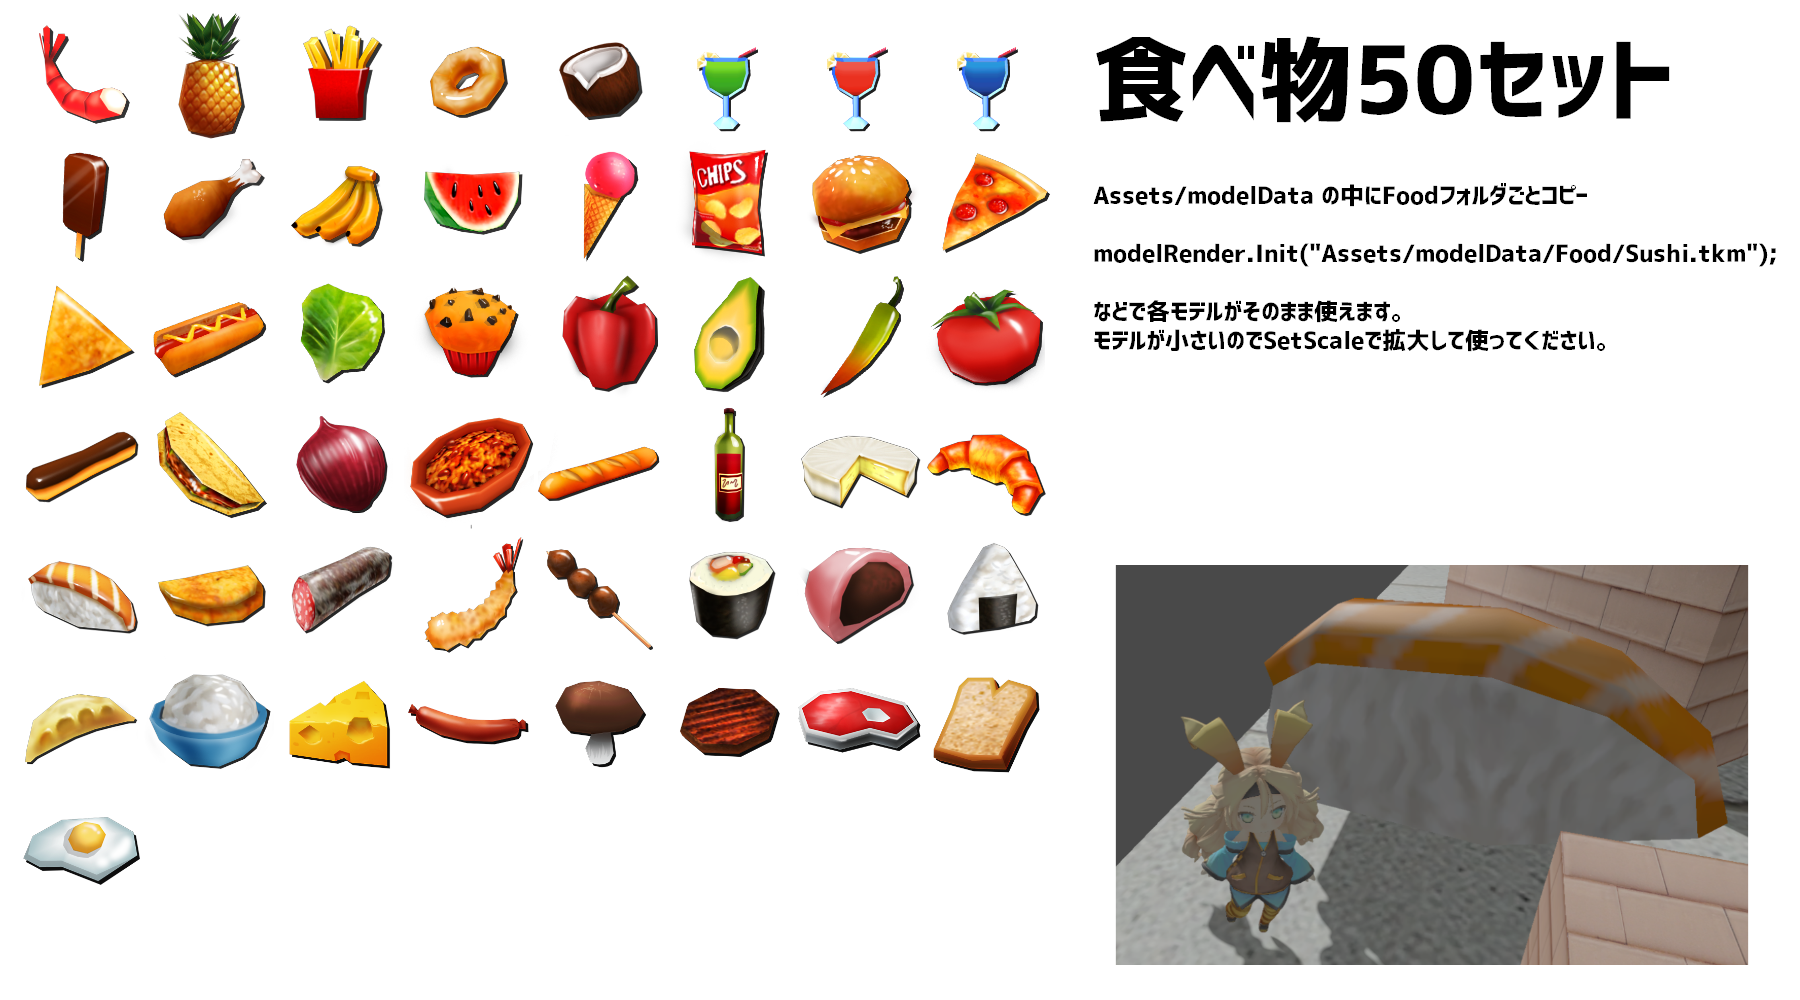 食べ物50セット
Assets/modelData の中にFoodフォルダごとコピー
modelRender.Init("Assets/modelData/Food/Sushi.tkm");
などで各モデルがそのまま使えます。
モデルが小さいのでSetScaleで拡大して使ってください。
CHIPS